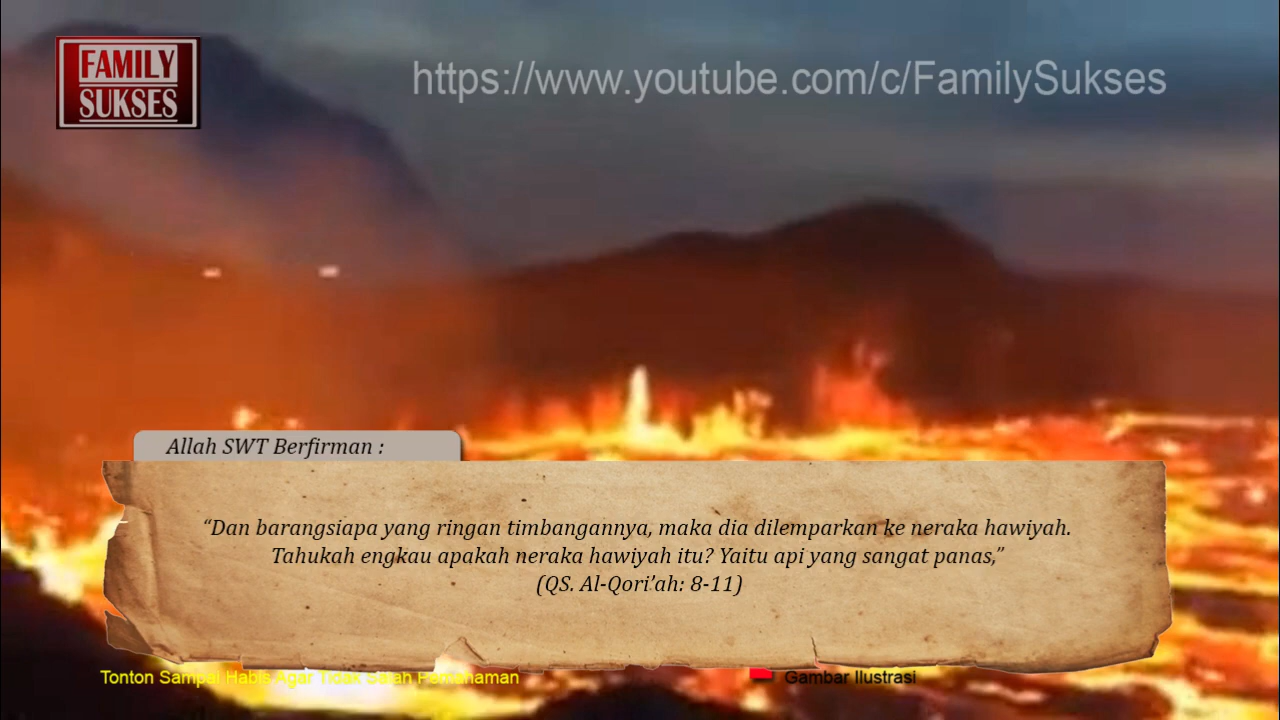 FAMILY
SUKSES
https://www.youtube.com/c/FamilySukses
Allah SWT Berfirman :
“Dan barangsiapa yang ringan timbangannya, maka dia dilemparkan ke neraka hawiyah.
Tahukah engkau apakah neraka hawiyah itu? Yaitu api yang sangat panas,”
(QS. Al-Qori’ah: 8-11)
Tonton Sampai Habis Agar Tidak Salah Pemahaman
Gambar Ilustrasi